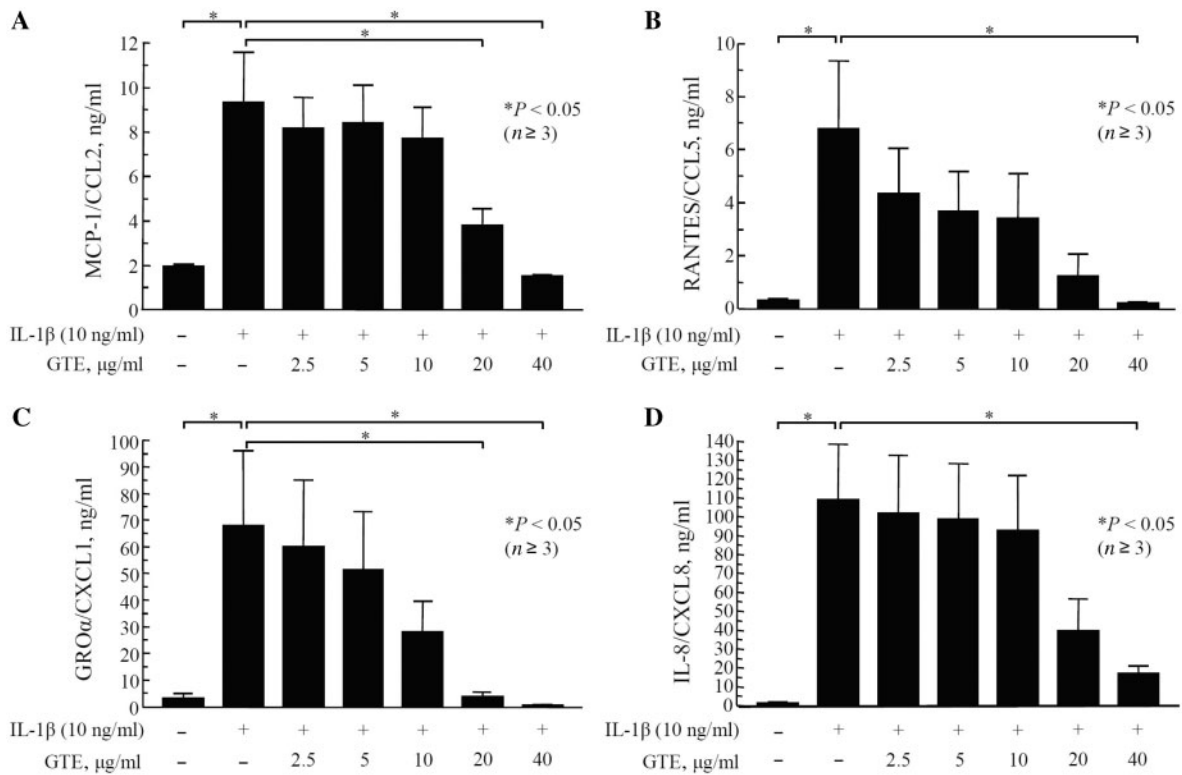 A
*
*
*
12
10
8
6
4
2
0
MCP-1/CCL2, ng/ml
*P < 0.05
(n ≥ 3)
IL-1β (10 ng/ml) – + + + + + +
GTE, μg/ml – – 2.5 5 10 20 40
B
*
*
10
8
6
4
2
0
RANTES/CCL5, ng/ml
*P < 0.05
(n ≥ 3)
IL-1β (10 ng/ml) – + + + + + +
GTE, μg/ml – – 2.5 5 10 20 40
C
*
*
*
100
90
80
70
60
50
40
30
20
10
0
GROα/CXCL1, ng/ml
*P < 0.05
(n ≥ 3)
IL-1β (10 ng/ml) – + + + + + +
GTE, μg/ml – – 2.5 5 10 20 40
D
*
*
140
130
120
110
100
90
80
70
60
50
40
30
20
10
0
IL-8/CXCL8, ng/ml
*P < 0.05
(n ≥ 3)
IL-1β (10 ng/ml) – + + + + + +
GTE, μg/ml – – 2.5 5 10 20 40